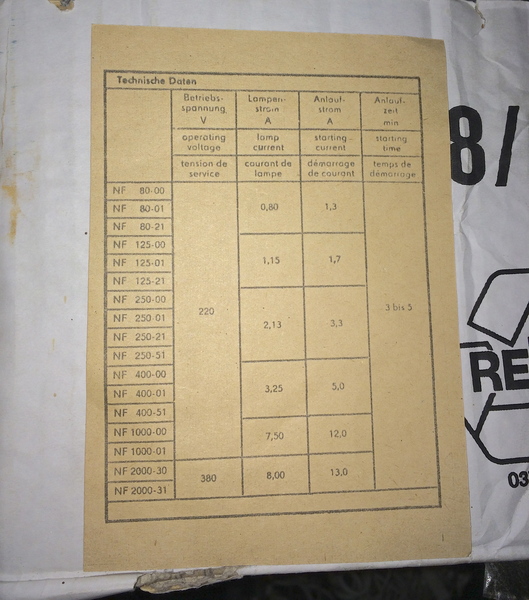 Technische Daten
Betriebs- Lampen- Anlauf- Anlauf-
spannung strom strom zeit
V A A min
operating lamp starting starting
voltage current current time
tension de courant de démarrage temps de
service lampe de courant démarrage
NF 80-00
NF 80-01 0,80 1,3
NF 80-21
NF 125-00
NF 125-01 1,15 1,7
NF 125-21
NF 250-00
NF 250-01 220 2,13 3,3 3 bis 5
NF 250-21
NF 250-51
NF 400-00
NF 400-01 3,25 5,0
NF 400-51
NF 1000-00 7,50 12,0
NF 1000-01
NF 2000-30 380 8,00 13,0
NF 2000-31
8/
RE
03